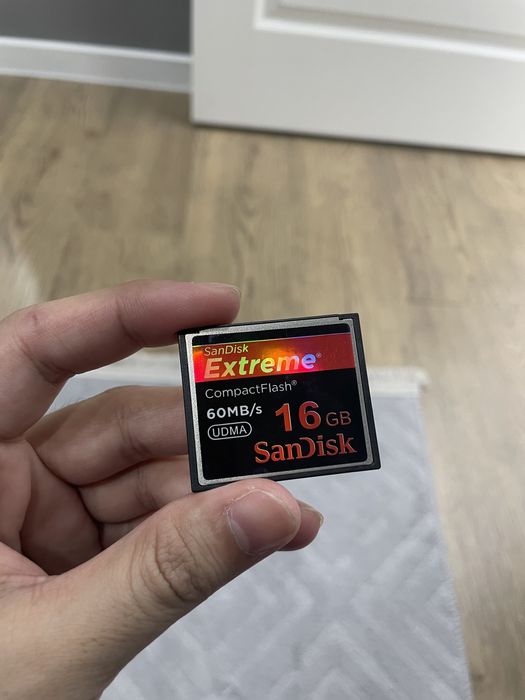 SanDisk
Extreme®
CompactFlash®
60MB/s
UDMA
16 GB
SanDisk